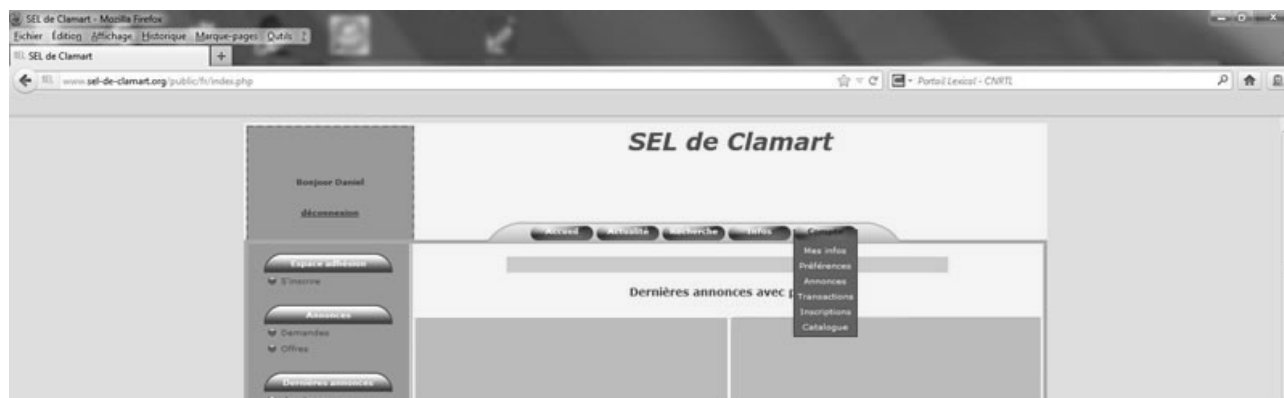 SEL de Clamart - Mozilla Firefox
Fichier Édition Affichage Historique Marque-pages Outils ?
SEL de Clamart +
www.sel-de-clamart.org/public/fr/index.php
Portail Lexical - CNRTL
SEL de Clamart
Bonjour Daniel
déconnexion
Accueil Actualité Recherche Infos Compte
Mes infos
Préférences
Annonces
Transactions
Inscriptions
Catalogue
Espace adhésion
S'inscrire
Annonces
Demandes
Offres
Dernières annonces
Dernières annonces avec p